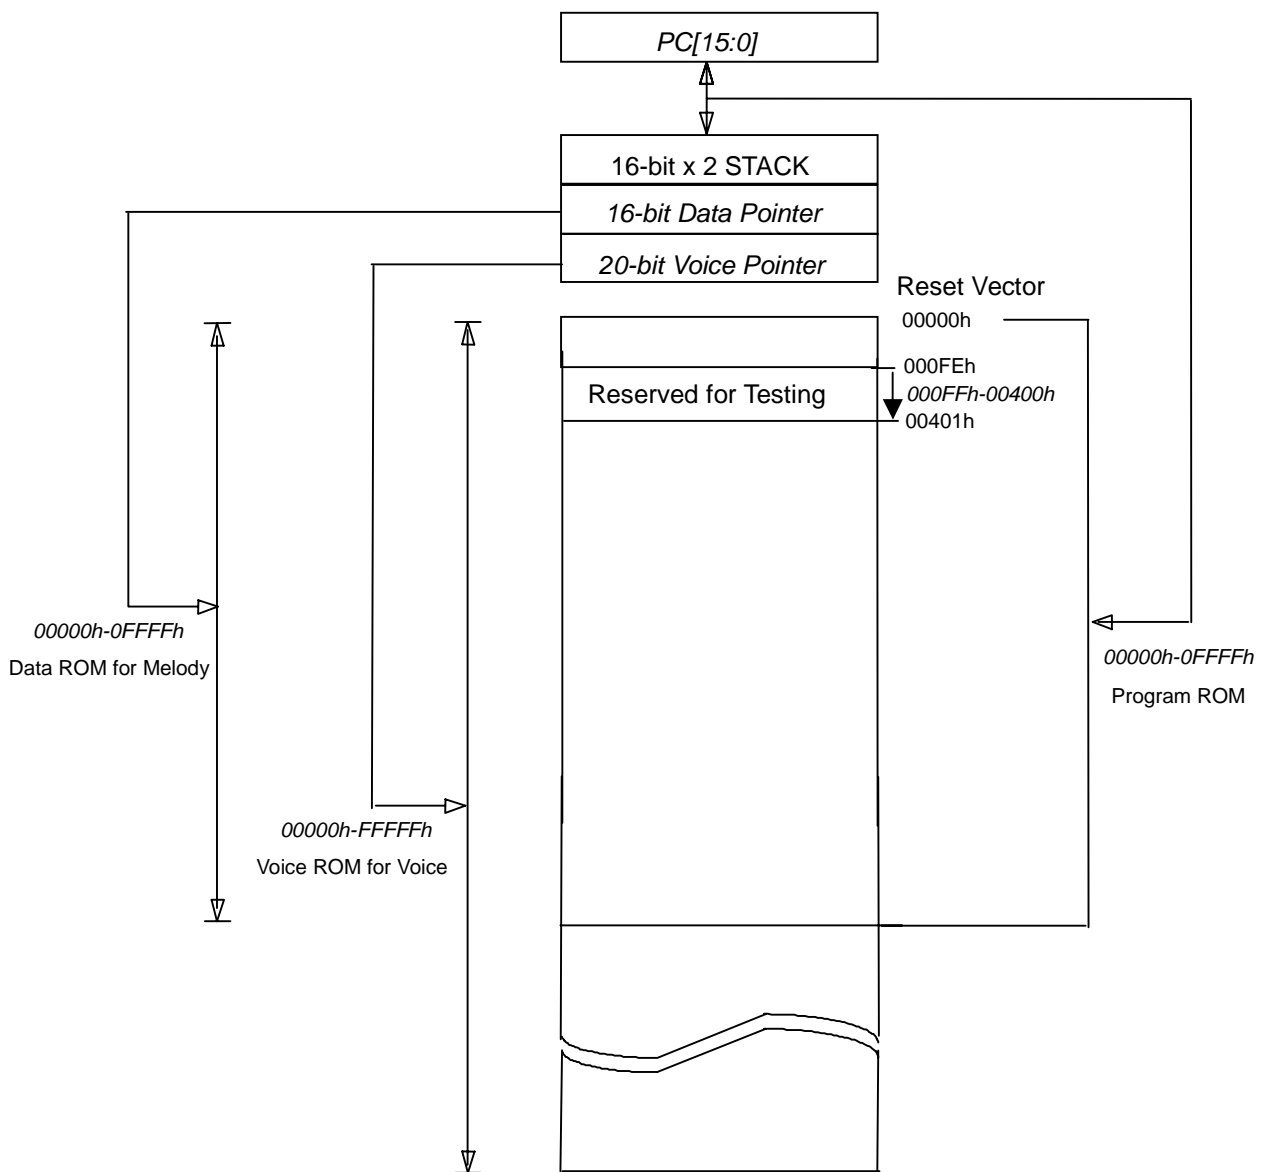 PC[15:0]
16-bit x 2 STACK
16-bit Data Pointer
20-bit Voice Pointer
Reset Vector
00000h
000FEh
Reserved for Testing
000FFh-00400h
00401h
00000h-0FFFFh
Data ROM for Melody
00000h-0FFFFh
Program ROM
00000h-FFFFFh
Voice ROM for Voice